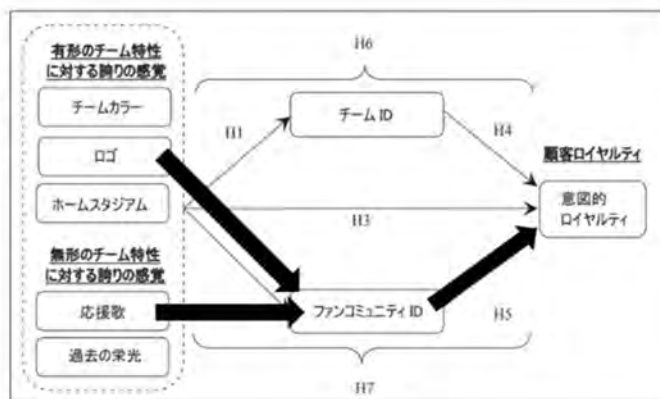 有形のチーム特性
に対する誇りの感覚
チームカラー
ロゴ
ホームスタジアム
無形のチーム特性
に対する誇りの感覚
応援歌
過去の栄光
H6
H1
チーム ID
H4
H3
ファンコミュニティ ID
H5
H7
顧客ロイヤルティ
意図的
ロイヤルティ